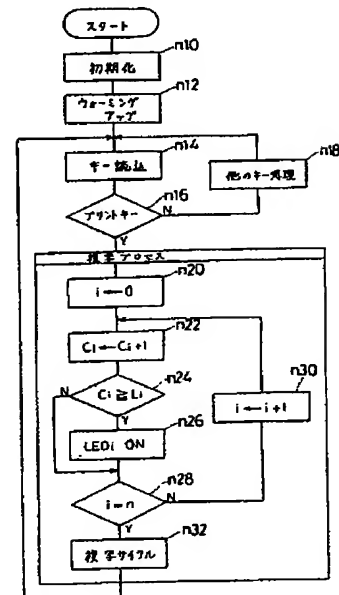 スタート
n10
初期化
n12
ウォーミング
アップ
n14
キー読込
n18
他のキー処理
n16
プリントキー
N
Y
複写プロセス
n20
i←0
n22
Ci←Ci+1
n24
n30
N
Ci≧Li
i←i+1
Y
n26
LEDi ON
n28
i=n
N
Y
n32
複写サイクル